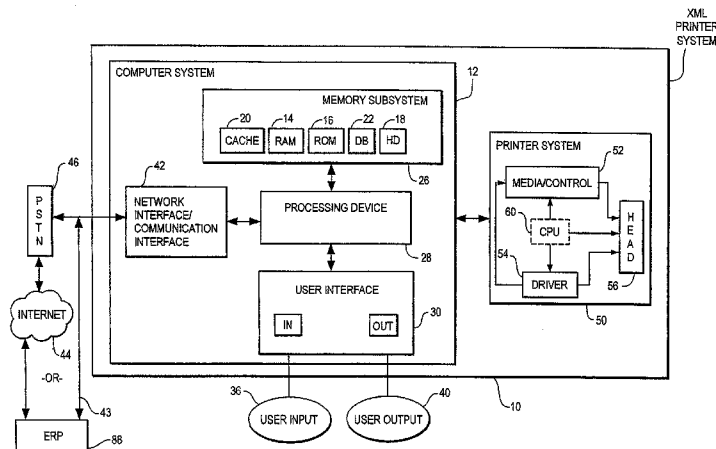 XML
PRINTER
SYSTEM
48
COMPUTER SYSTEM
12
MEMORY SUBSYSTEM
20 14 16 22 18
CACHE RAM ROM DB HD
26
PRINTER SYSTEM
52
MEDIA/CONTROL
46
PSTN
42
NETWORK
INTERFACE/
COMMUNICATION
INTERFACE
PROCESSING DEVICE
28
60
CPU
HEAD
54
DRIVER
56
50
USER INTERFACE
30
IN OUT
INTERNET
44
-OR-
43
36
USER INPUT
40
USER OUTPUT
10
ERP
88